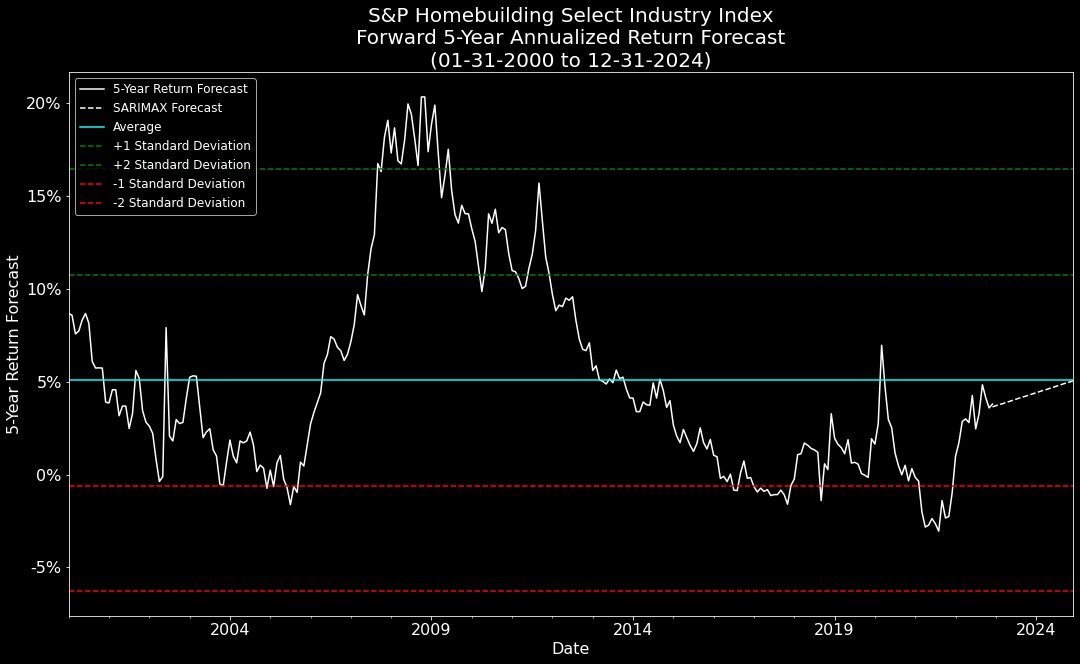 S&P Homebuilding Select Industry Index
Forward 5-Year Annualized Return Forecast
(01-31-2000 to 12-31-2024)
5-Year Return Forecast
SARIMAX Forecast
Average
+1 Standard Deviation
+2 Standard Deviation
-1 Standard Deviation
-2 Standard Deviation
20%
15%
10%
5%
0%
-5%
5-Year Return Forecast
2004
2009
2014
2019
2024
Date